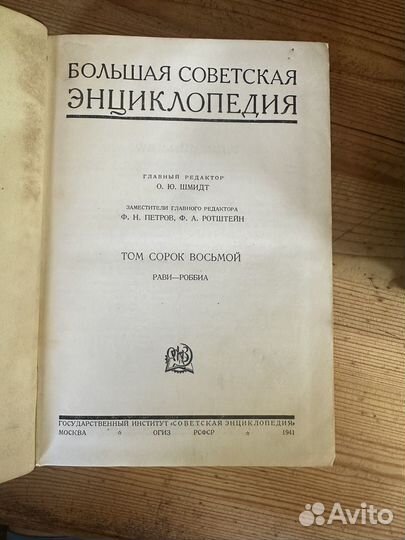 БОЛЬШАЯ СОВЕТСКАЯ
ЭНЦИКЛОПЕДИЯ
ГЛАВНЫЙ РЕДАКТОР
О. Ю. ШМИДТ
ЗАМЕСТИТЕЛИ ГЛАВНОГО РЕДАКТОРА
Ф. Н. ПЕТРОВ, Ф. А. РОТШТЕЙН
ТОМ СОРОК ВОСЬМОЙ
РАВИ—РОББИА
ГОСУДАРСТВЕННЫЙ ИНСТИТУТ «СОВЕТСКАЯ ЭНЦИКЛОПЕДИЯ»
МОСКВА * ОГИЗ РСФСР * 1941
Avito